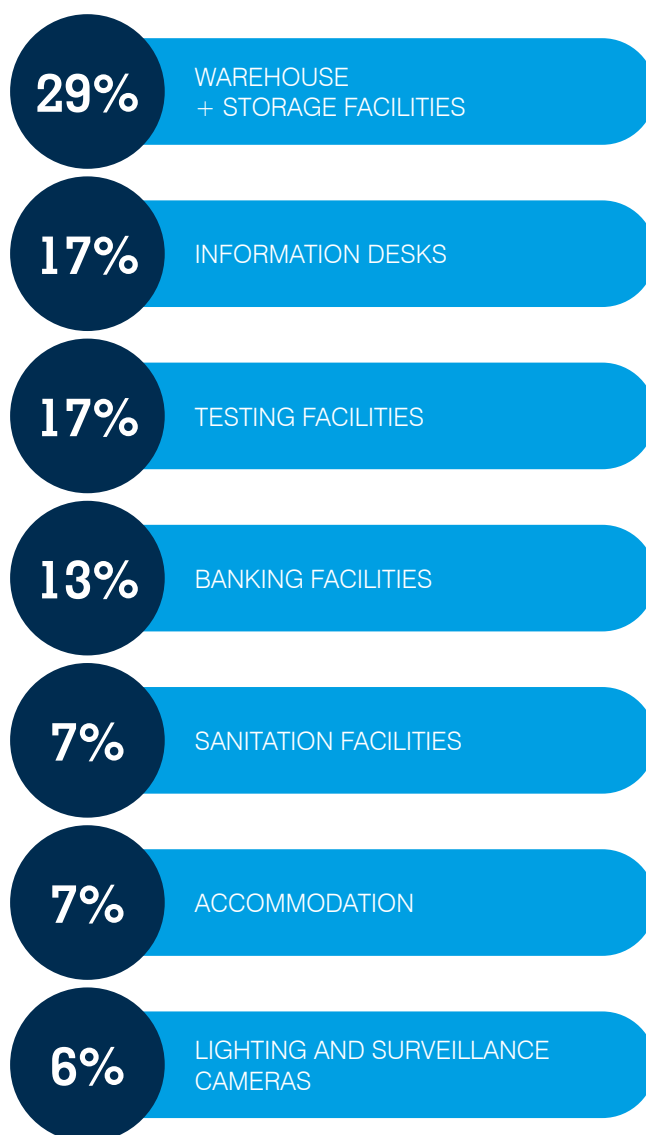 29%
WAREHOUSE
+ STORAGE FACILITIES
17%
INFORMATION DESKS
17%
TESTING FACILITIES
13%
BANKING FACILITIES
7%
SANITATION FACILITIES
7%
ACCOMMODATION
6%
LIGHTING AND SURVEILLANCE
CAMERAS